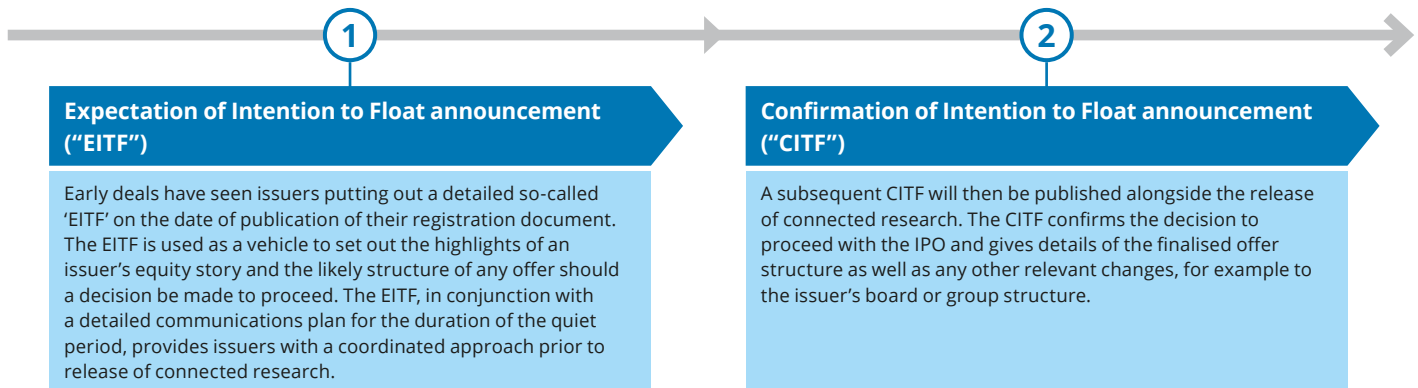 1
Expectation of Intention to Float announcement
(“EITF”)
Early deals have seen issuers putting out a detailed so-called
‘EITF’ on the date of publication of their registration document.
The EITF is used as a vehicle to set out the highlights of an
issuer’s equity story and the likely structure of any offer should
a decision be made to proceed. The EITF, in conjunction with
a detailed communications plan for the duration of the quiet
period, provides issuers with a coordinated approach prior to
release of connected research.
2
Confirmation of Intention to Float announcement
(“CITF”)
A subsequent CITF will then be published alongside the release
of connected research. The CITF confirms the decision to
proceed with the IPO and gives details of the finalised offer
structure as well as any other relevant changes, for example to
the issuer’s board or group structure.